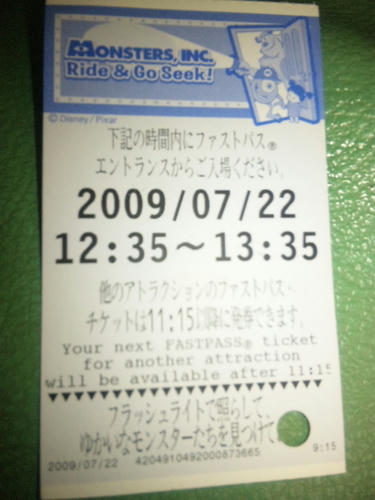 MONSTERS, INC.
Ride & Go Seek!
© Disney / Pixar
下記の時間内にファストパス®
エントランスからご入場ください。
2009/07/22
12:35～13:35
他のアトラクションのファストパス・
チケットは11:15以降に発券できます。
Your next FASTPASS® ticket
for another attraction
will be available after 11:15
フラッシュライトで照らして、
ゆかいなモンスターたちを見つけて
2009/07/22 4204910492000873665 9:15